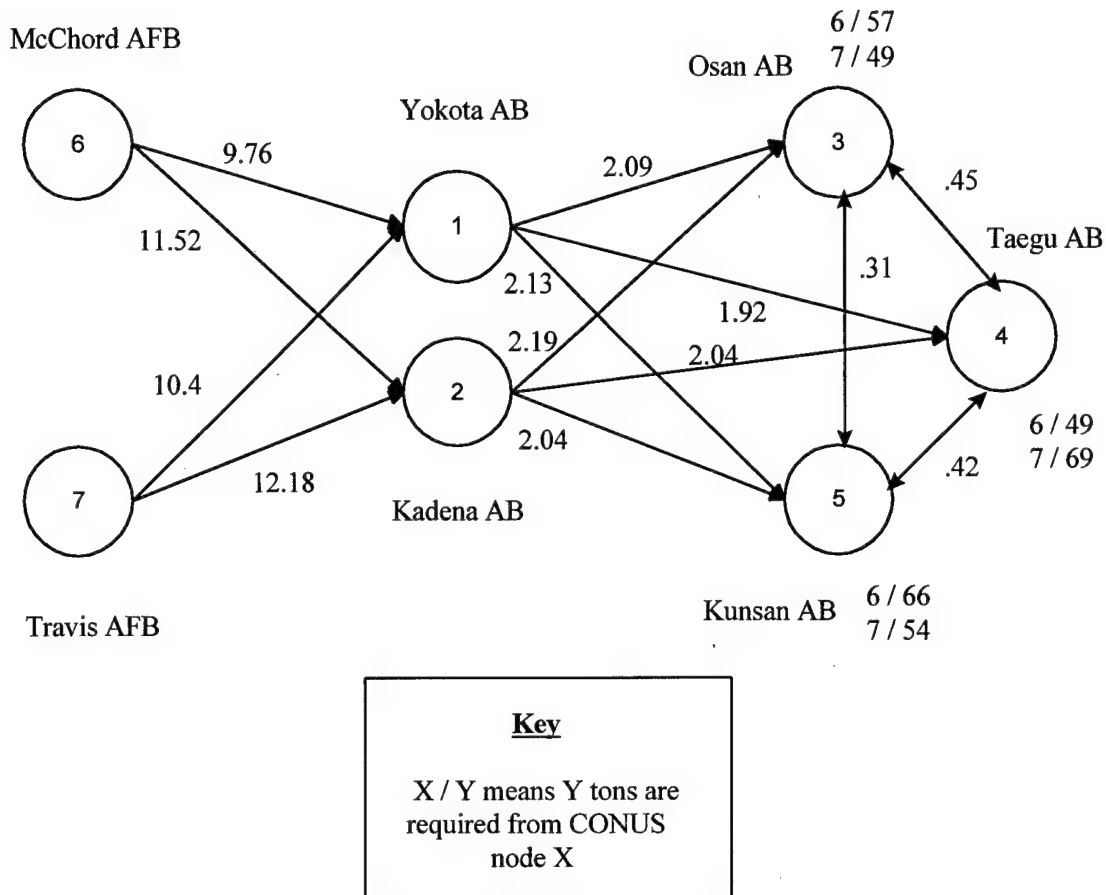 McChord AFB
6 / 57
7 / 49
Osan AB
Yokota AB
6
3
9.76
2.09
.45
1
11.52
Taegu AB
.31
2.13
1.92
4
2.19
2.04
10.4
2
2.04
6 / 49
7 / 69
.42
12.18
7
Kadena AB
5
Travis AFB
Kunsan AB
6 / 66
7 / 54
Key
X / Y means Y tons are
required from CONUS
node X